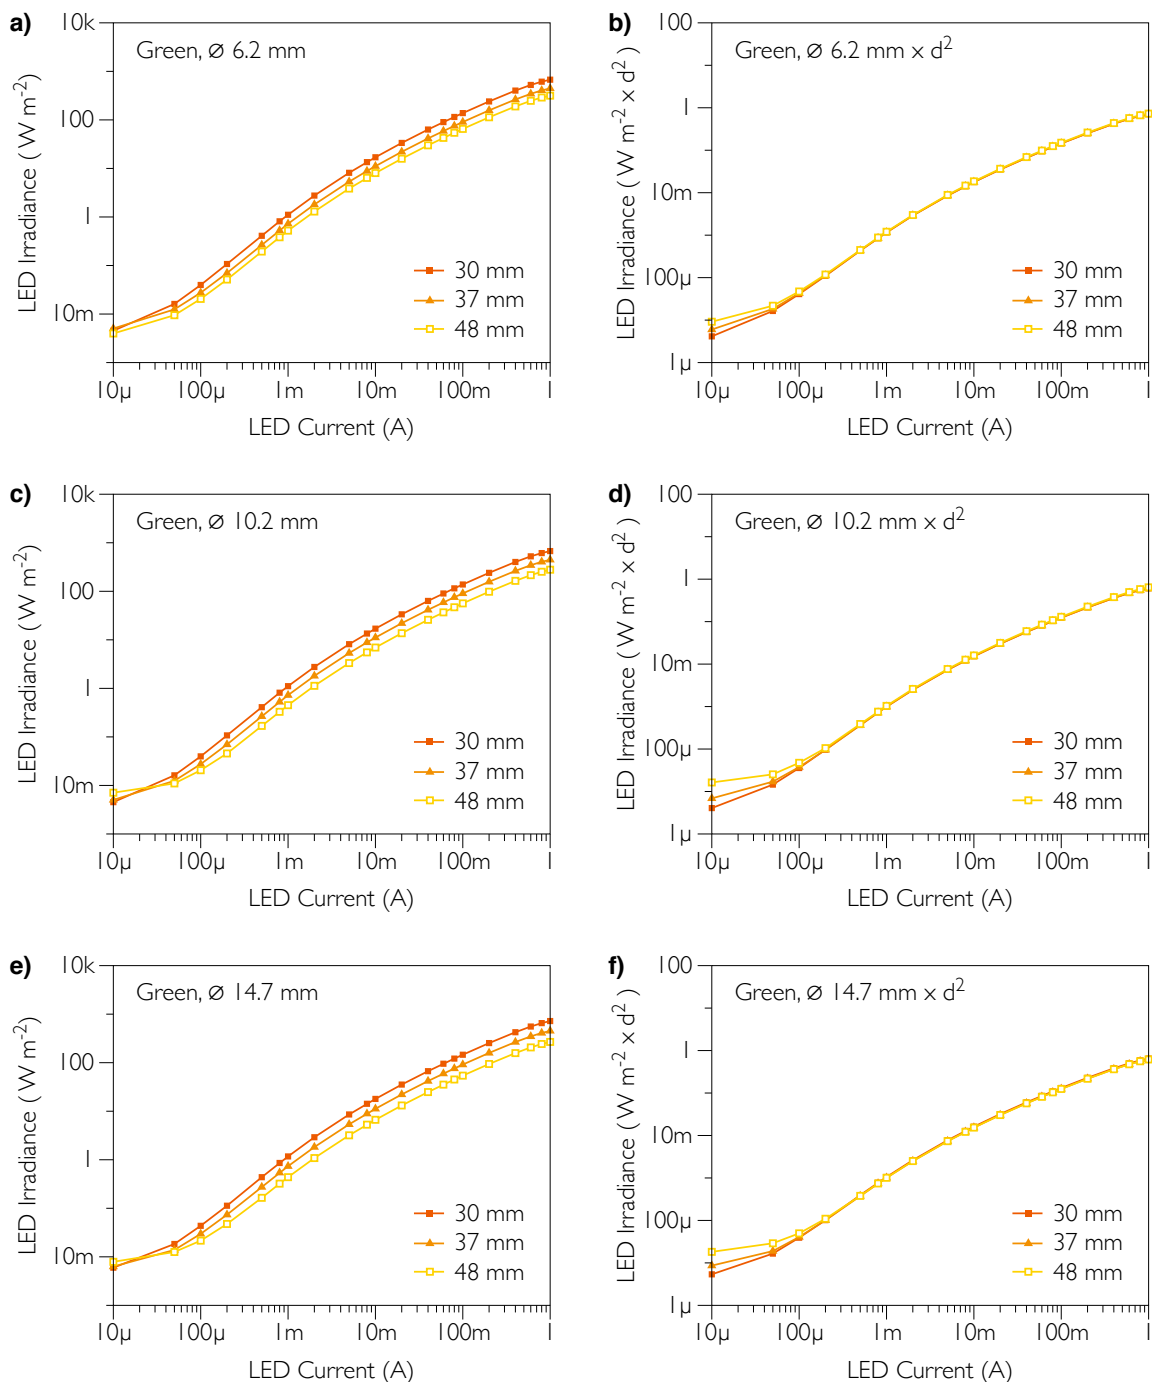 a)
10k
100
1
10m
LED Irradiance ( W m-2)
Green, Ø 6.2 mm
30 mm
37 mm
48 mm
10µ 100µ 1m 10m 100m 1
LED Current (A)
b)
100
1
10m
100µ
1µ
LED Irradiance ( W m-2 x d2 )
Green, Ø 6.2 mm x d2
30 mm
37 mm
48 mm
10µ 100µ 1m 10m 100m 1
LED Current (A)
c)
10k
100
1
10m
LED Irradiance ( W m-2)
Green, Ø 10.2 mm
30 mm
37 mm
48 mm
10µ 100µ 1m 10m 100m 1
LED Current (A)
d)
100
1
10m
100µ
1µ
LED Irradiance ( W m-2 x d2 )
Green, Ø 10.2 mm x d2
30 mm
37 mm
48 mm
10µ 100µ 1m 10m 100m 1
LED Current (A)
e)
10k
100
1
10m
LED Irradiance ( W m-2)
Green, Ø 14.7 mm
30 mm
37 mm
48 mm
10µ 100µ 1m 10m 100m 1
LED Current (A)
f)
100
1
10m
100µ
1µ
LED Irradiance ( W m-2 x d2 )
Green, Ø 14.7 mm x d2
30 mm
37 mm
48 mm
10µ 100µ 1m 10m 100m 1
LED Current (A)